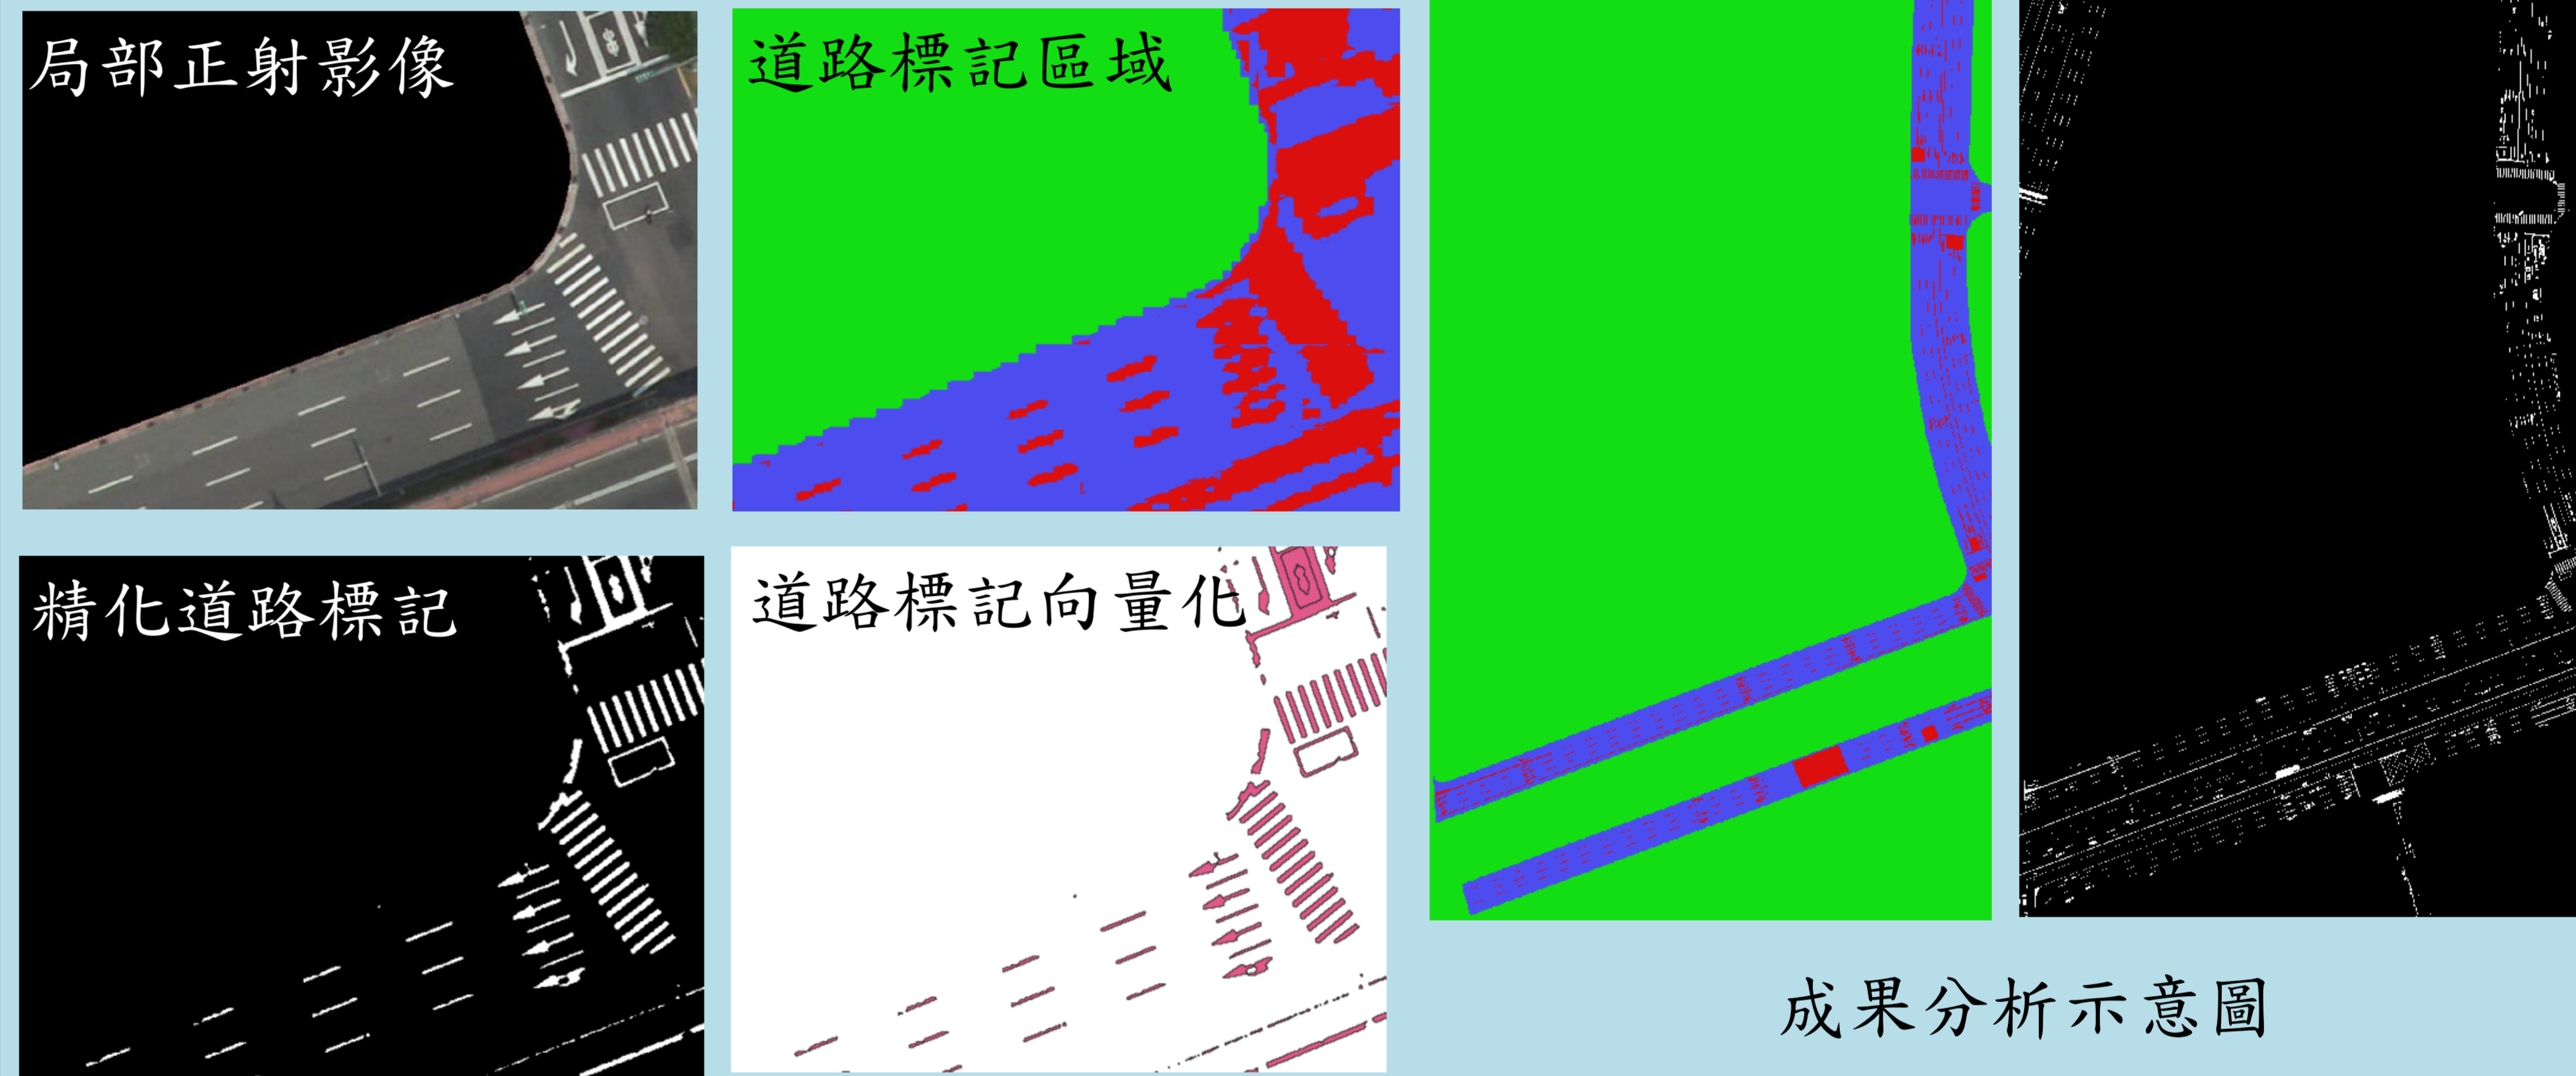 局部正射影像
道路標記區域
精化道路標記
道路標記向量化
成果分析示意圖